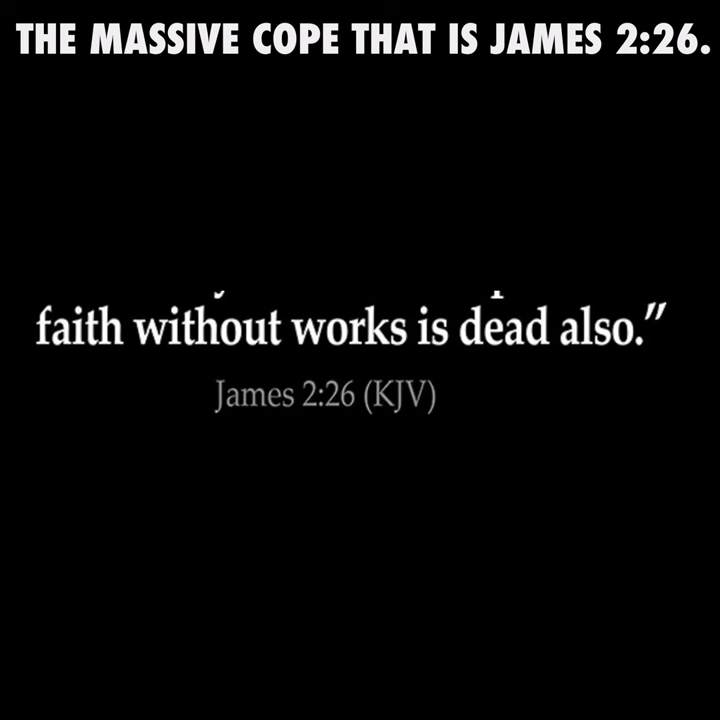 THE MASSIVE COPE THAT IS JAMES 2:26.
faith without works is dead also.”
James 2:26 (KJV)